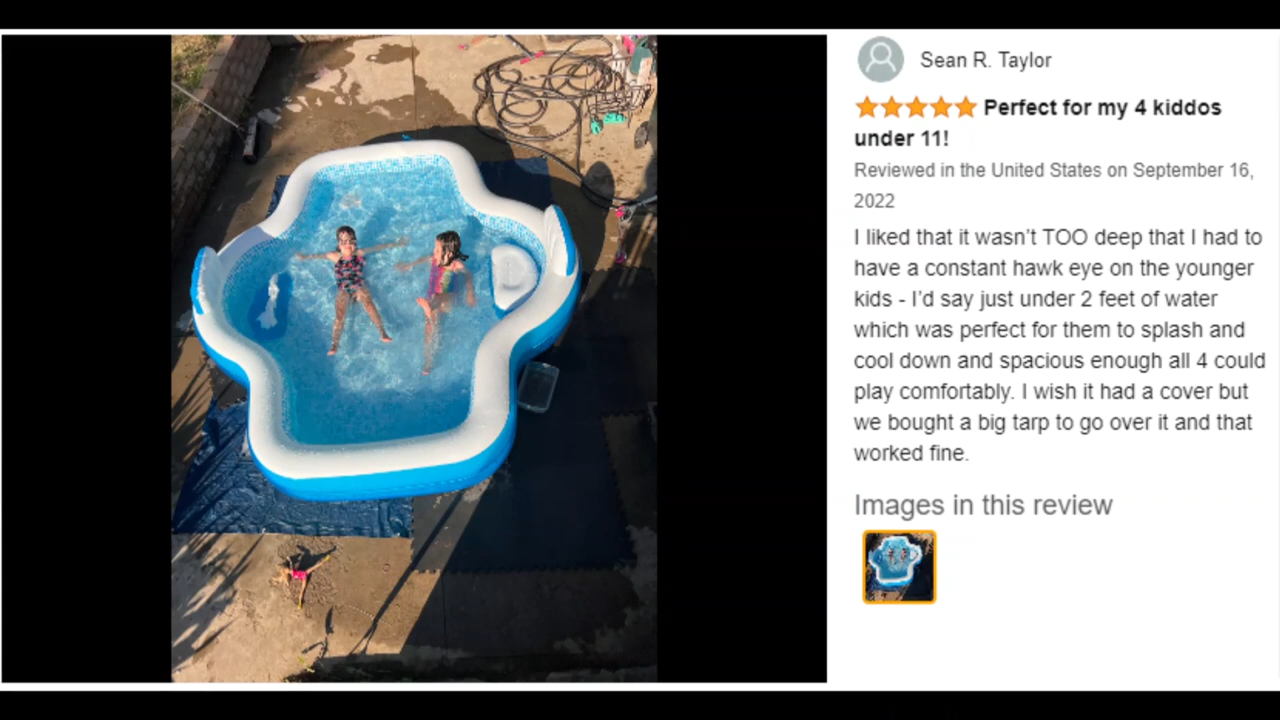 Sean R. Taylor
Perfect for my 4 kiddos
under 11!
Reviewed in the United States on September 16,
2022
I liked that it wasn’t TOO deep that I had to
have a constant hawk eye on the younger
kids - I’d say just under 2 feet of water
which was perfect for them to splash and
cool down and spacious enough all 4 could
play comfortably. I wish it had a cover but
we bought a big tarp to go over it and that
worked fine.
Images in this review